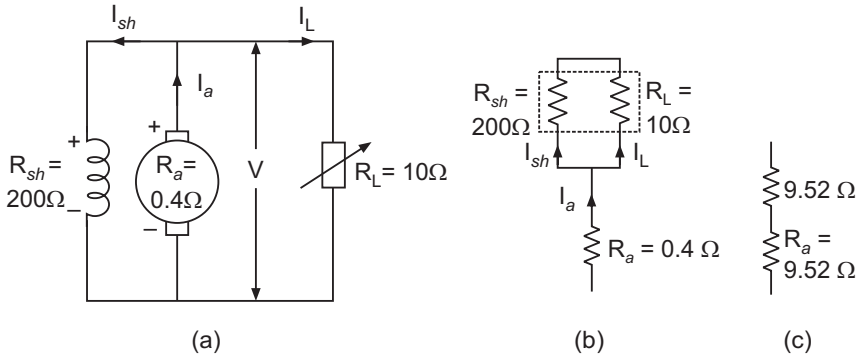 I_sh
I_L
I_a
+
+
R_sh =
200Ω
–
R_a =
0.4Ω
–
V
R_L = 10Ω
(a)
R_sh =
200Ω
R_L =
10Ω
I_sh
I_L
I_a
R_a = 0.4 Ω
(b)
9.52 Ω
R_a =
9.52 Ω
(c)